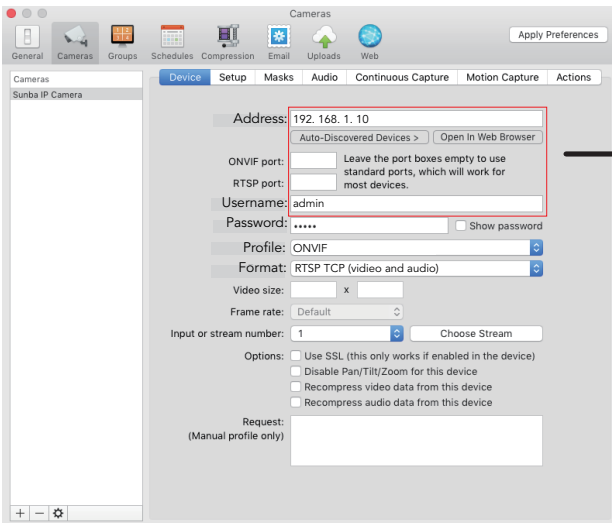 Cameras
General Cameras Groups Schedules Compression Email Uploads Web Apply Preferences
Cameras
Sunba IP Camera
Device Setup Masks Audio Continuous Capture Motion Capture Actions
Address: 192. 168. 1. 10
Auto-Discovered Devices > Open In Web Browser
ONVIF port: Leave the port boxes empty to use
standard ports, which will work for
RTSP port: most devices.
Username: admin
Password: ••••• Show password
Profile: ONVIF
Format: RTSP TCP (video and audio)
Video size: x
Frame rate: Default
Input or stream number: 1 Choose Stream
Options: Use SSL (this only works if enabled in the device)
Disable Pan/Tilt/Zoom for this device
Recompress video data from this device
Recompress audio data from this device
Request:
(Manual profile only)